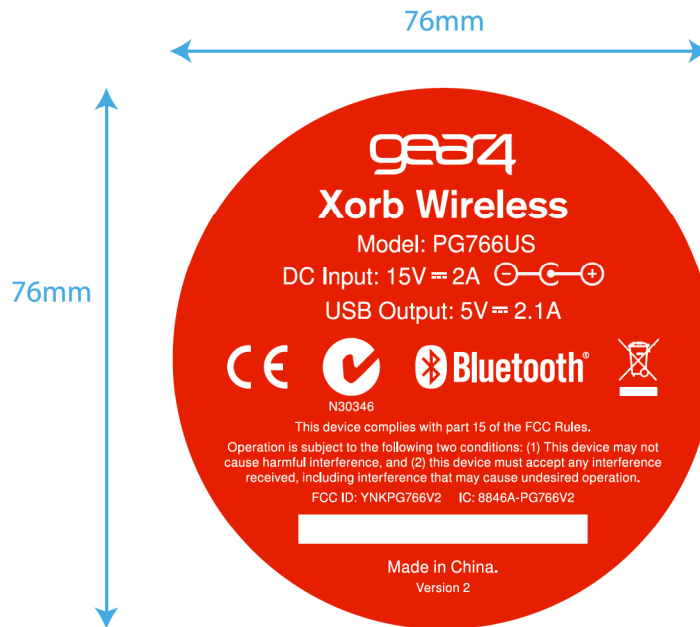 76mm
76mm
gear4
Xorb Wireless
Model: PG766US
DC Input: 15V ⎓ 2A
USB Output: 5V ⎓ 2.1A
CE
Bluetooth®
N30346
This device complies with part 15 of the FCC Rules.
Operation is subject to the following two conditions: (1) This device may not
cause harmful interference, and (2) this device must accept any interference
received, including interference that may cause undesired operation.
FCC ID: YNKPG766V2 IC: 8846A-PG766V2
Made in China.
Version 2